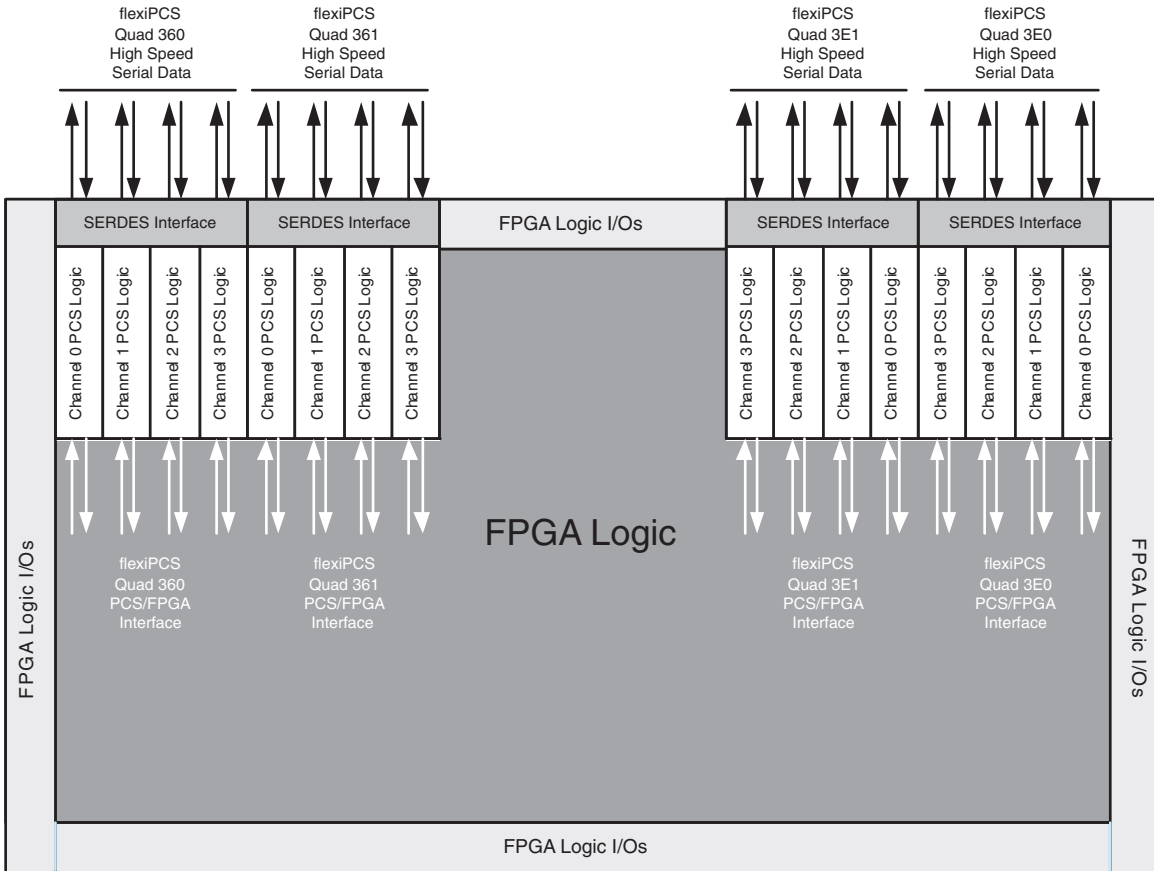 flexiPCS
Quad 360
High Speed
Serial Data
flexiPCS
Quad 361
High Speed
Serial Data
flexiPCS
Quad 3E1
High Speed
Serial Data
flexiPCS
Quad 3E0
High Speed
Serial Data
SERDES Interface
SERDES Interface
FPGA Logic I/Os
SERDES Interface
SERDES Interface
Channel 0 PCS Logic
Channel 1 PCS Logic
Channel 2 PCS Logic
Channel 3 PCS Logic
Channel 0 PCS Logic
Channel 1 PCS Logic
Channel 2 PCS Logic
Channel 3 PCS Logic
Channel 3 PCS Logic
Channel 2 PCS Logic
Channel 1 PCS Logic
Channel 0 PCS Logic
Channel 3 PCS Logic
Channel 2 PCS Logic
Channel 1 PCS Logic
Channel 0 PCS Logic
FPGA Logic
FPGA Logic I/Os
flexiPCS
Quad 360
PCS/FPGA
Interface
flexiPCS
Quad 361
PCS/FPGA
Interface
flexiPCS
Quad 3E1
PCS/FPGA
Interface
flexiPCS
Quad 3E0
PCS/FPGA
Interface
FPGA Logic I/Os
FPGA Logic I/Os